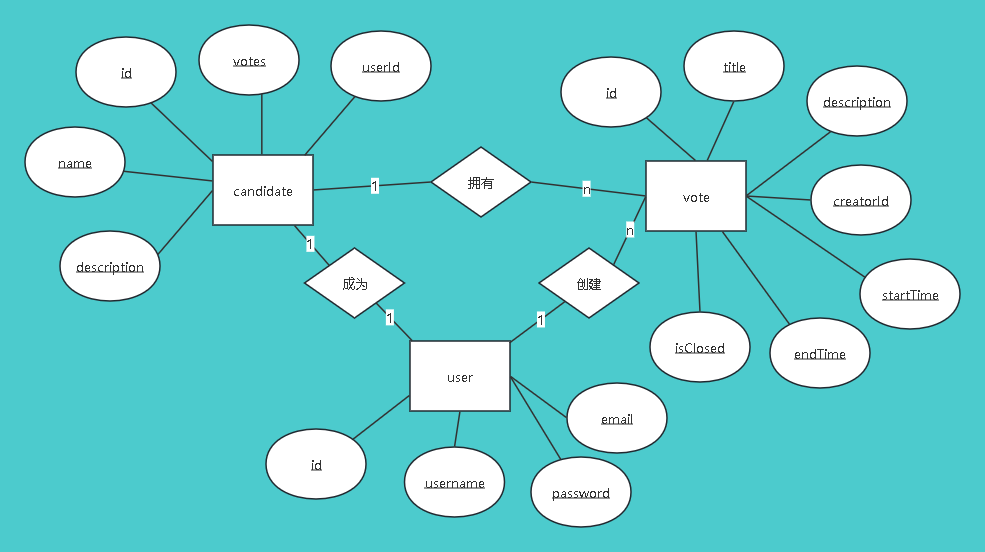 votes
userId
title
id
id
description
name
拥有
candidate
1
n
vote
creatorId
n
1
description
成为
创建
startTime
1
1
isClosed
endTime
user
email
id
username
password